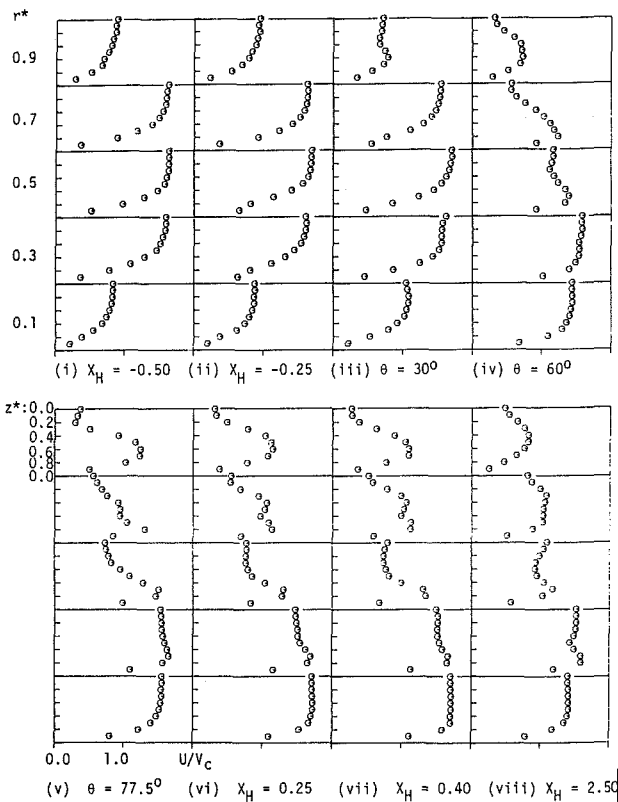 r*
0.9
0.7
0.5
0.3
0.1
(i) X_H = -0.50 (ii) X_H = -0.25 (iii) θ = 30° (iv) θ = 60°
z*:0.0
0.2
0.4
0.6
0.8
0.0
0.0 1.0 U/V_C
(v) θ = 77.5° (vi) X_H = 0.25 (vii) X_H = 0.40 (viii) X_H = 2.50